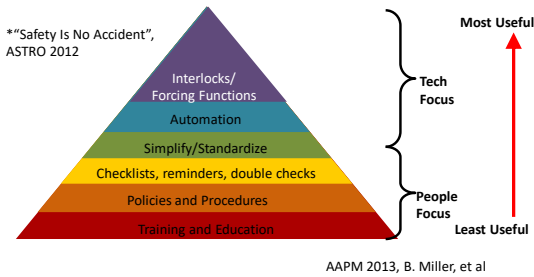 *“Safety Is No Accident”,
ASTRO 2012
Most Useful
Interlocks/
Forcing Functions
Tech
Focus
Automation
Simplify/Standardize
Checklists, reminders, double checks
Policies and Procedures
People
Focus
Training and Education
Least Useful
AAPM 2013, B. Miller, et al